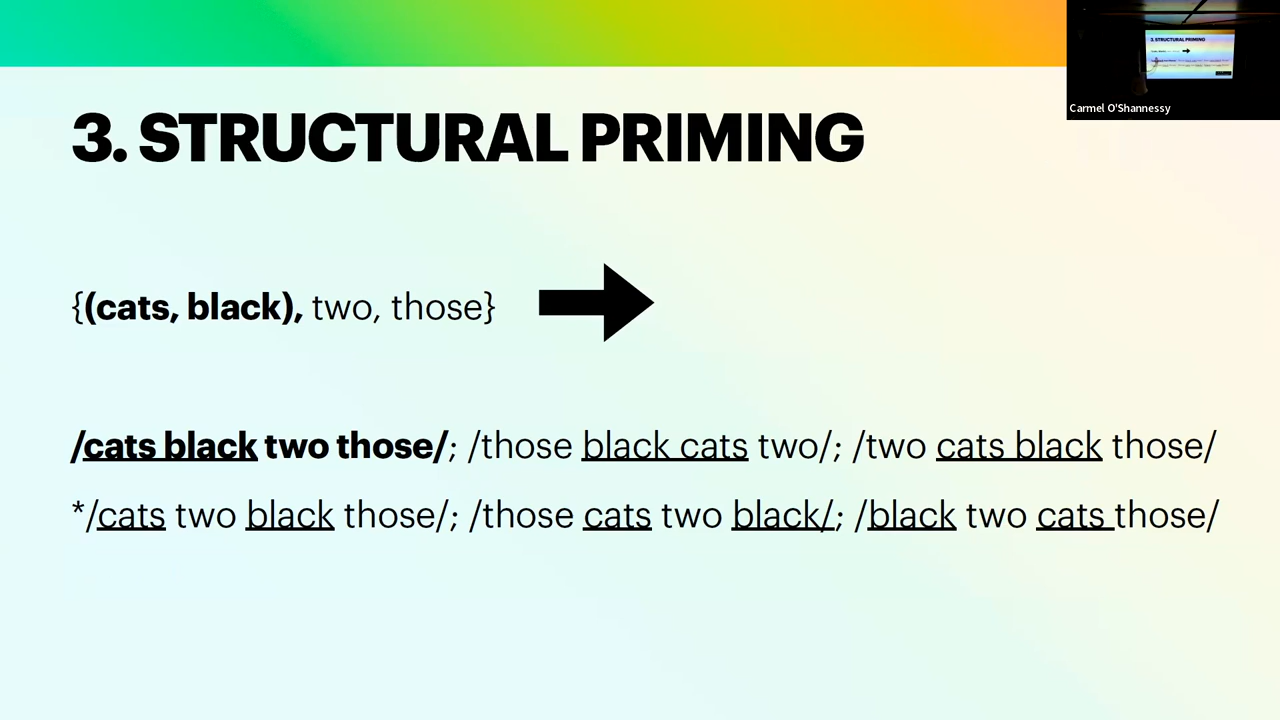 3. STRUCTURAL PRIMING
Carmel O'Shannessy
{(cats, black), two, those}
/cats black two those/; /those black cats two/; /two cats black those/
*/cats two black those/; /those cats two black/; /black two cats those/